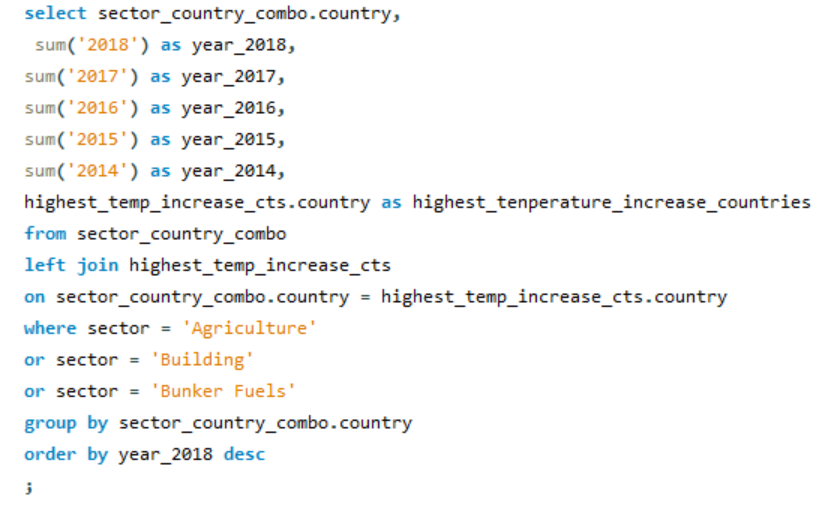 select sector_country_combo.country,
sum('2018') as year_2018,
sum('2017') as year_2017,
sum('2016') as year_2016,
sum('2015') as year_2015,
sum('2014') as year_2014,
highest_temp_increase_cts.country as highest_tenperature_increase_countries
from sector_country_combo
left join highest_temp_increase_cts
on sector_country_combo.country = highest_temp_increase_cts.country
where sector = 'Agriculture'
or sector = 'Building'
or sector = 'Bunker Fuels'
group by sector_country_combo.country
order by year_2018 desc
;